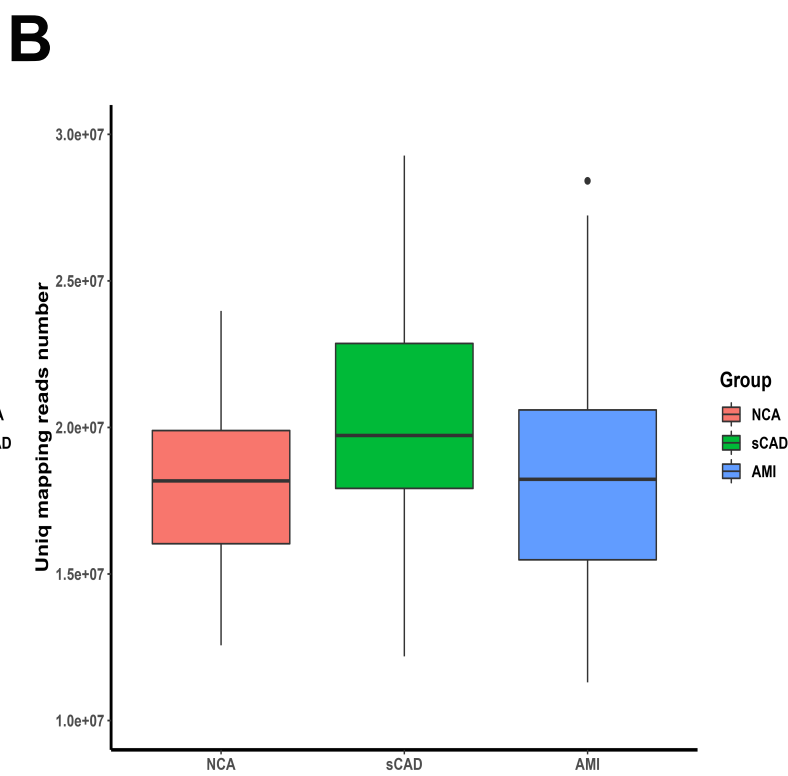 B
3.0e+07
2.5e+07
2.0e+07
1.5e+07
1.0e+07
Uniq mapping reads number
NCA
sCAD
AMI
Group
NCA
sCAD
AMI